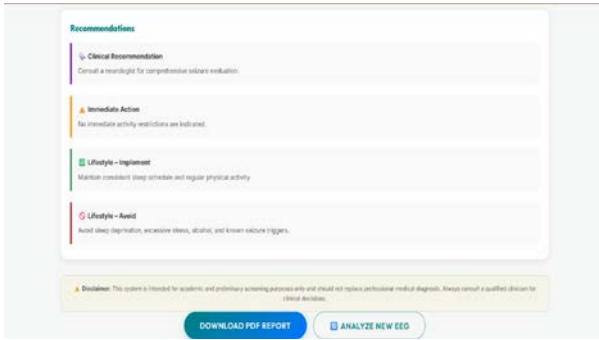 Recommendations
Clinical Recommendation
Consult a neurologist for comprehensive seizure evaluation.
Immediate Action
No immediate activity restrictions are indicated.
Lifestyle – Implement
Maintain consistent sleep schedule and regular physical activity
Lifestyle – Avoid
Avoid sleep deprivation, excessive stress, alcohol, and known seizure triggers.
Disclaimer: This system is intended for academic and preliminary screening purposes only and should not replace professional medical diagnosis. Always consult a qualified clinician for
clinical decisions.
DOWNLOAD PDF REPORT
ANALYZE NEW EEG